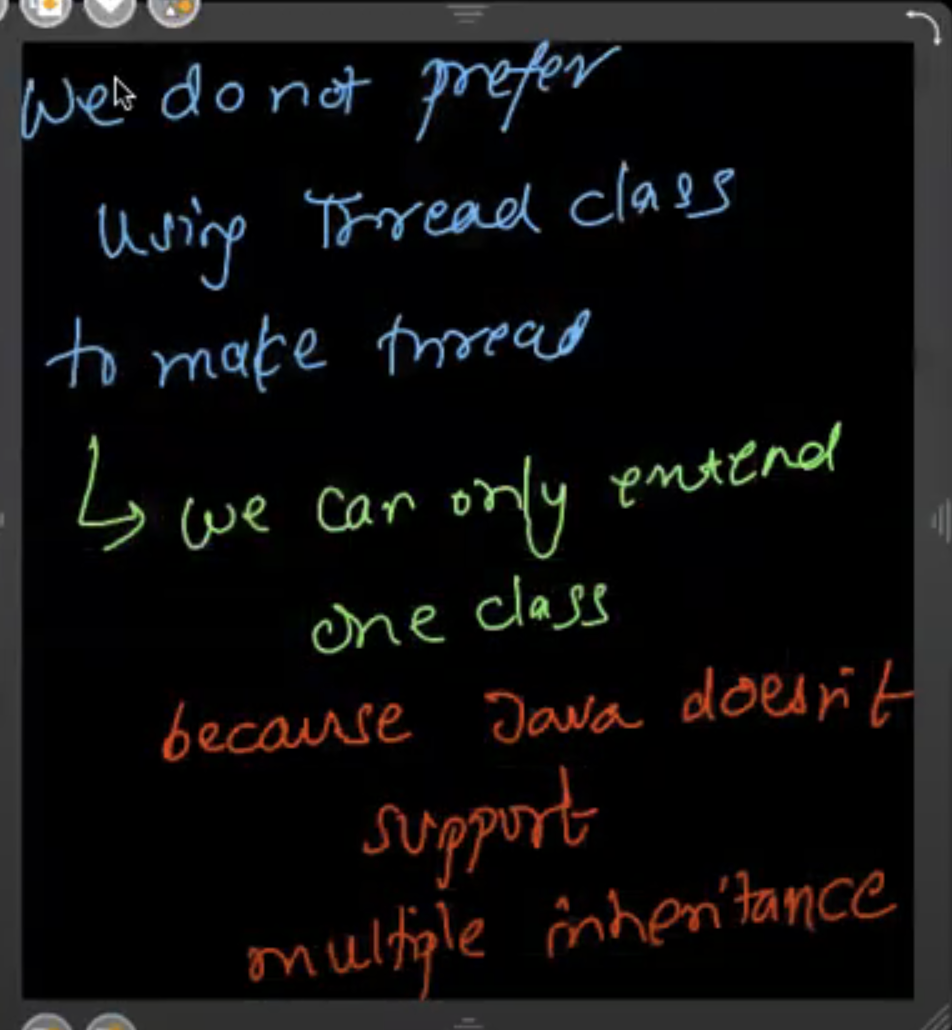 We do not prefer
Using Thread class
to make thread
we can only extend
one class
because Java doesn't
support
multiple inheritance